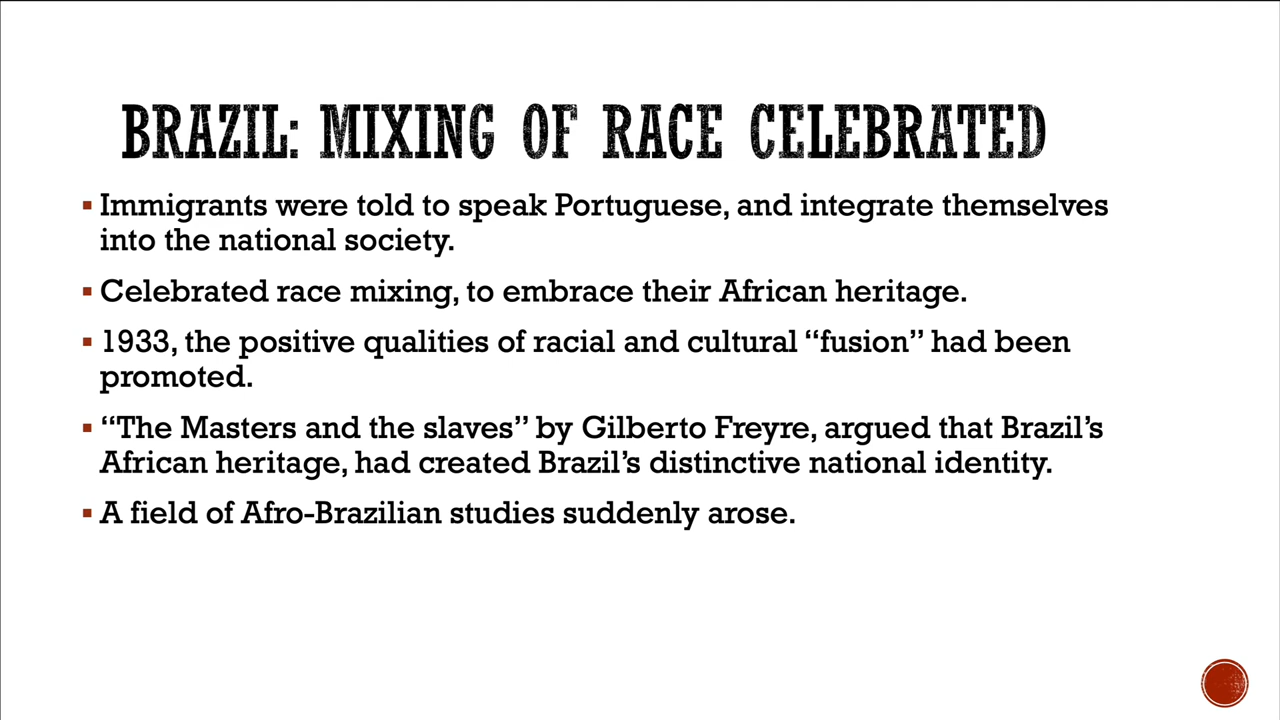 BRAZIL: MIXING OF RACE CELEBRATED
▪ Immigrants were told to speak Portuguese, and integrate themselves
into the national society.
▪ Celebrated race mixing, to embrace their African heritage.
▪ 1933, the positive qualities of racial and cultural “fusion” had been
promoted.
▪ “The Masters and the slaves” by Gilberto Freyre, argued that Brazil’s
African heritage, had created Brazil’s distinctive national identity.
▪ A field of Afro-Brazilian studies suddenly arose.